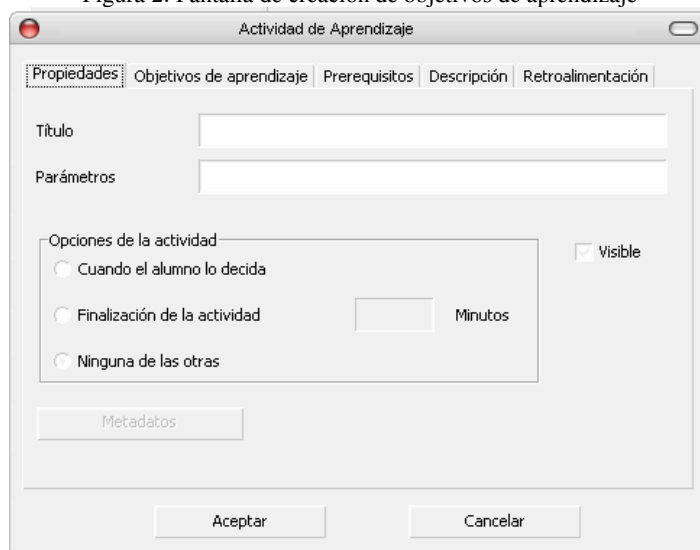 Figura 2. Pantalla de creación de objetivos de aprendizaje
Actividad de Aprendizaje
Propiedades Objetivos de aprendizaje Prerequisitos Descripción Retroalimentación
Título
Parámetros
Opciones de la actividad
Visible
Cuando el alumno lo decida
Finalización de la actividad Minutos
Ninguna de las otras
Metadatos
Aceptar Cancelar